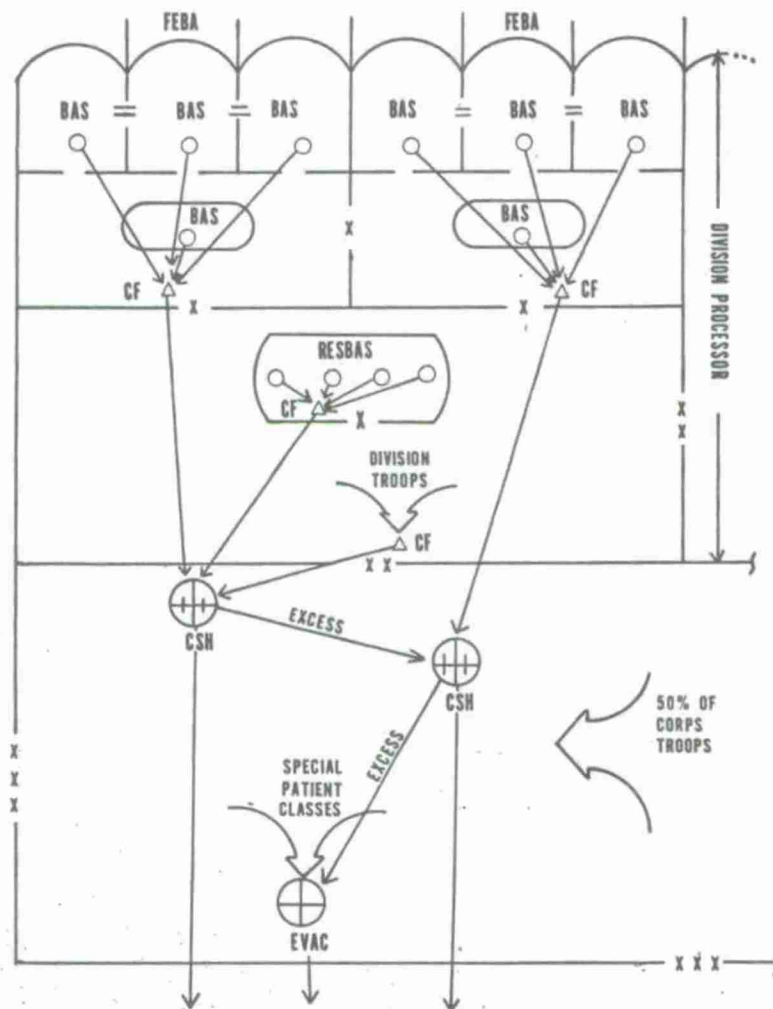 FEBA
FEBA
BAS
BAS
BAS
BAS
BAS
BAS
BAS
BAS
X
CF
CF
X
X
RESBAS
CF
X
DIVISION PROCESSOR
X
X
DIVISION
TROOPS
CF
X X
CSH
EXCESS
CSH
50% OF
CORPS
TROOPS
EXCESS
SPECIAL
PATIENT
CLASSES
X
X
X
EVAC
X X X